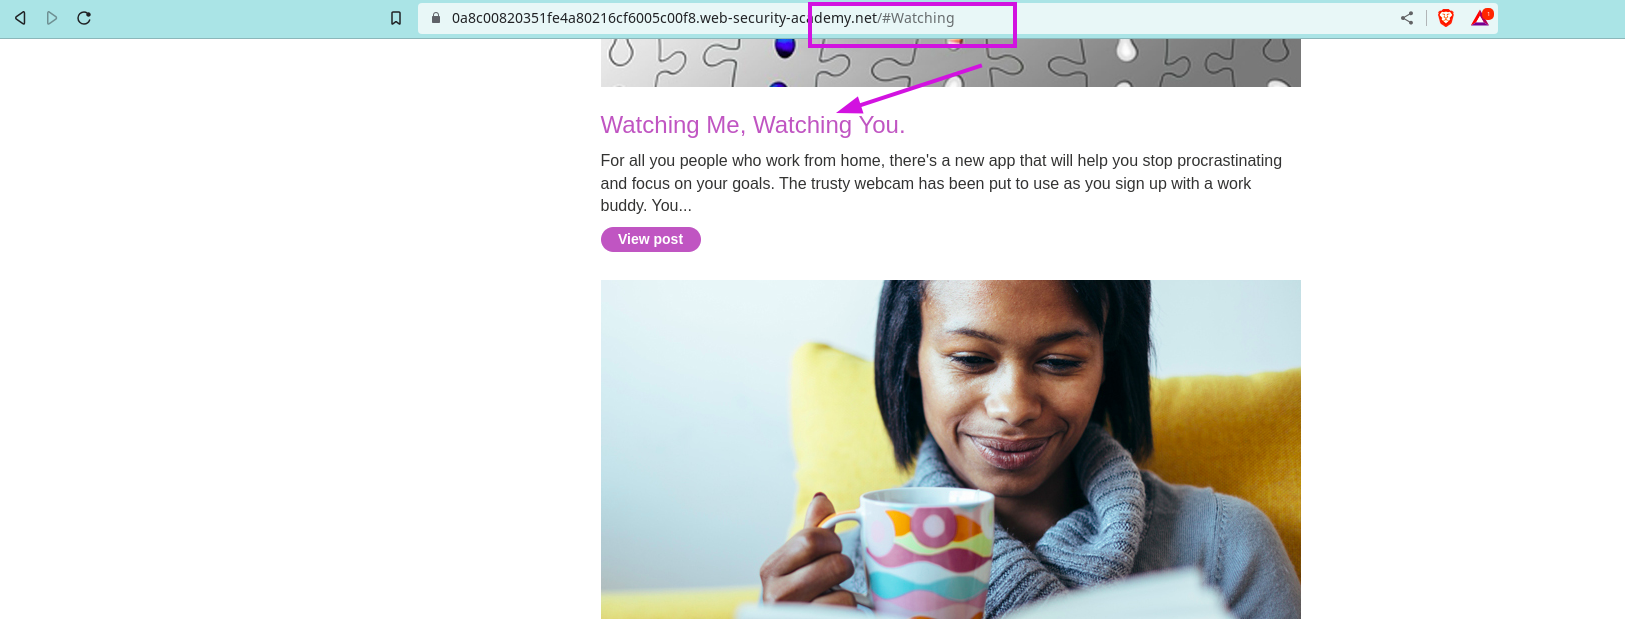 0a8c00820351fe4a80216cf6005c00f8.web-security-academy.net/#Watching
Watching Me, Watching You.
For all you people who work from home, there's a new app that will help you stop procrastinating
and focus on your goals. The trusty webcam has been put to use as you sign up with a work
buddy. You...
View post